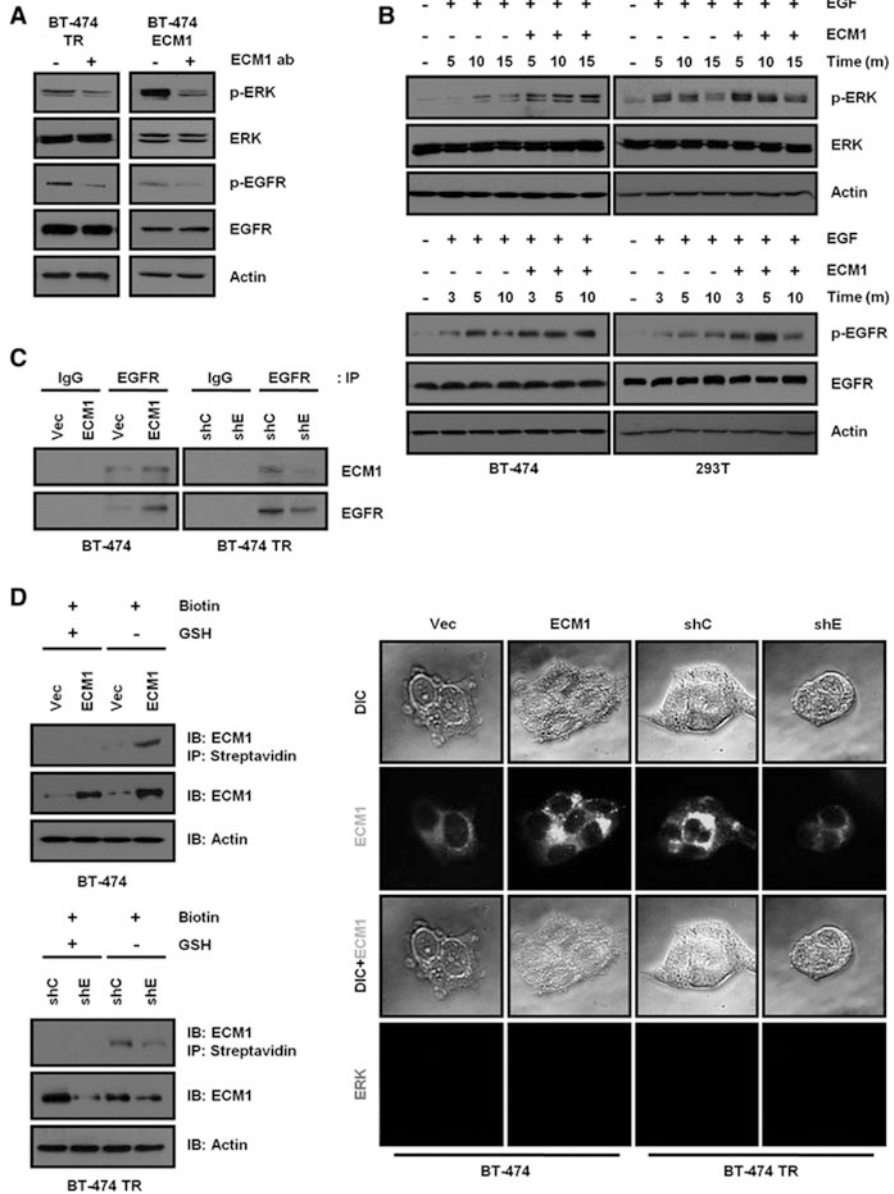 A
BT-474 TR
BT-474 ECM1
- + - + ECM1 ab
p-ERK
ERK
p-EGFR
EGFR
Actin
B
- + + + + + + - + + + + + + EGF
+ + + + + + ECM1
- 5 10 15 5 10 15 - 5 10 15 5 10 15 Time (m)
p-ERK
ERK
Actin
- + + + + + + - + + + + + + EGF
- - - - + + + - - - - + + + ECM1
- 3 5 10 3 5 10 - 3 5 10 3 5 10 Time (m)
p-EGFR
EGFR
Actin
BT-474 293T
C
IgG EGFR IgG EGFR : IP
Vec ECM1 Vec ECM1 shC shE shC shE
ECM1
EGFR
BT-474 BT-474 TR
D
+ + Biotin
+ - GSH
Vec ECM1 Vec ECM1
IB: ECM1
IP: Streptavidin
IB: ECM1
IB: Actin
BT-474
+ + Biotin
+ - GSH
shC shE shC shE
IB: ECM1
IP: Streptavidin
IB: ECM1
IB: Actin
BT-474 TR
Vec ECM1 shC shE
DIC
ECM1
DIC+ECM1
ERK
BT-474 BT-474 TR